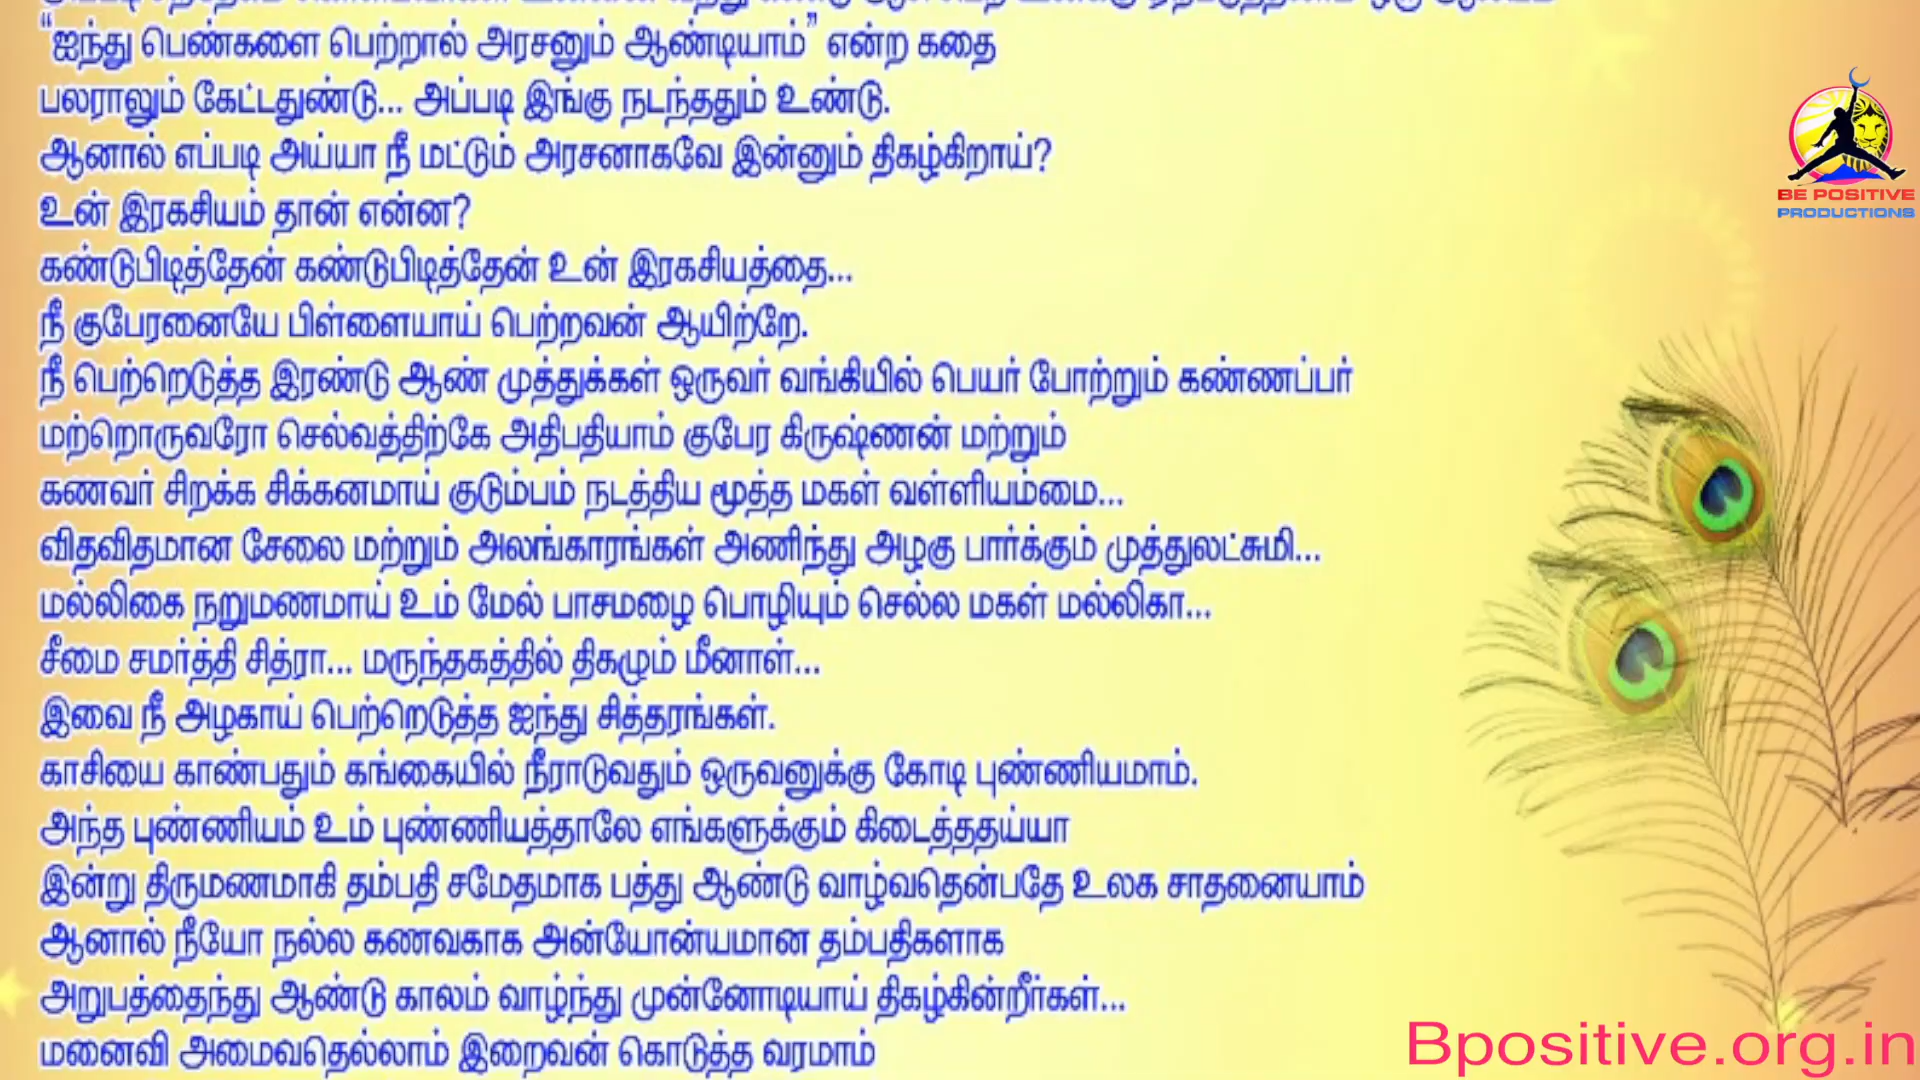 “ஐந்து பெண்களை பெற்றால் அரசனும் ஆண்டியாம்” என்ற கதை
பலராலும் கேட்டதுண்டு... அப்படி இங்கு நடந்ததும் உண்டு.
ஆனால் எப்படி அய்யா நீ மட்டும் அரசனாகவே இன்னும் திகழ்கிறாய்?
உன் இரகசியம் தான் என்ன?
கண்டுபிடித்தேன் கண்டுபிடித்தேன் உன் இரகசியத்தை...
நீ குபேரனையே பிள்ளையாய் பெற்றவன் ஆயிற்றே.
நீ பெற்றெடுத்த இரண்டு ஆண் முத்துக்கள் ஒருவர் வங்கியில் பெயர் போற்றும் கண்ணப்பர்
மற்றொருவரோ செல்வத்திற்கே அதிபதியாம் குபேர கிருஷ்ணன் மற்றும்
கணவர் சிறக்க சிக்கனமாய் குடும்பம் நடத்திய மூத்த மகள் வள்ளியம்மை...
விதவிதமான சேலை மற்றும் அலங்காரங்கள் அணிந்து அழகு பார்க்கும் முத்துலட்சுமி...
மல்லிகை நறுமணமாய் உம் மேல் பாசமழை பொழியும் செல்ல மகள் மல்லிகா...
சீமை சமர்த்தி சித்ரா... மருந்தகத்தில் திகழும் மீனாள்...
இவை நீ அழகாய் பெற்றெடுத்த ஐந்து சித்தரங்கள்.
காசியை காண்பதும் கங்கையில் நீராடுவதும் ஒருவனுக்கு கோடி புண்ணியமாம்.
அந்த புண்ணியம் உம் புண்ணியத்தாலே எங்களுக்கும் கிடைத்ததய்யா
இன்று திருமணமாகி தம்பதி சமேதமாக பத்து ஆண்டு வாழ்வதென்பதே உலக சாதனையாம்
ஆனால் நீயோ நல்ல கணவகாக அன்யோன்யமான தம்பதிகளாக
அறுபத்தைந்து ஆண்டு காலம் வாழ்ந்து முன்னோடியாய் திகழ்கின்றீர்கள்...
மனைவி அமைவதெல்லாம் இறைவன் கொடுத்த வரமாம்
BE POSITIVE
PRODUCTIONS
Bpositive.org.in